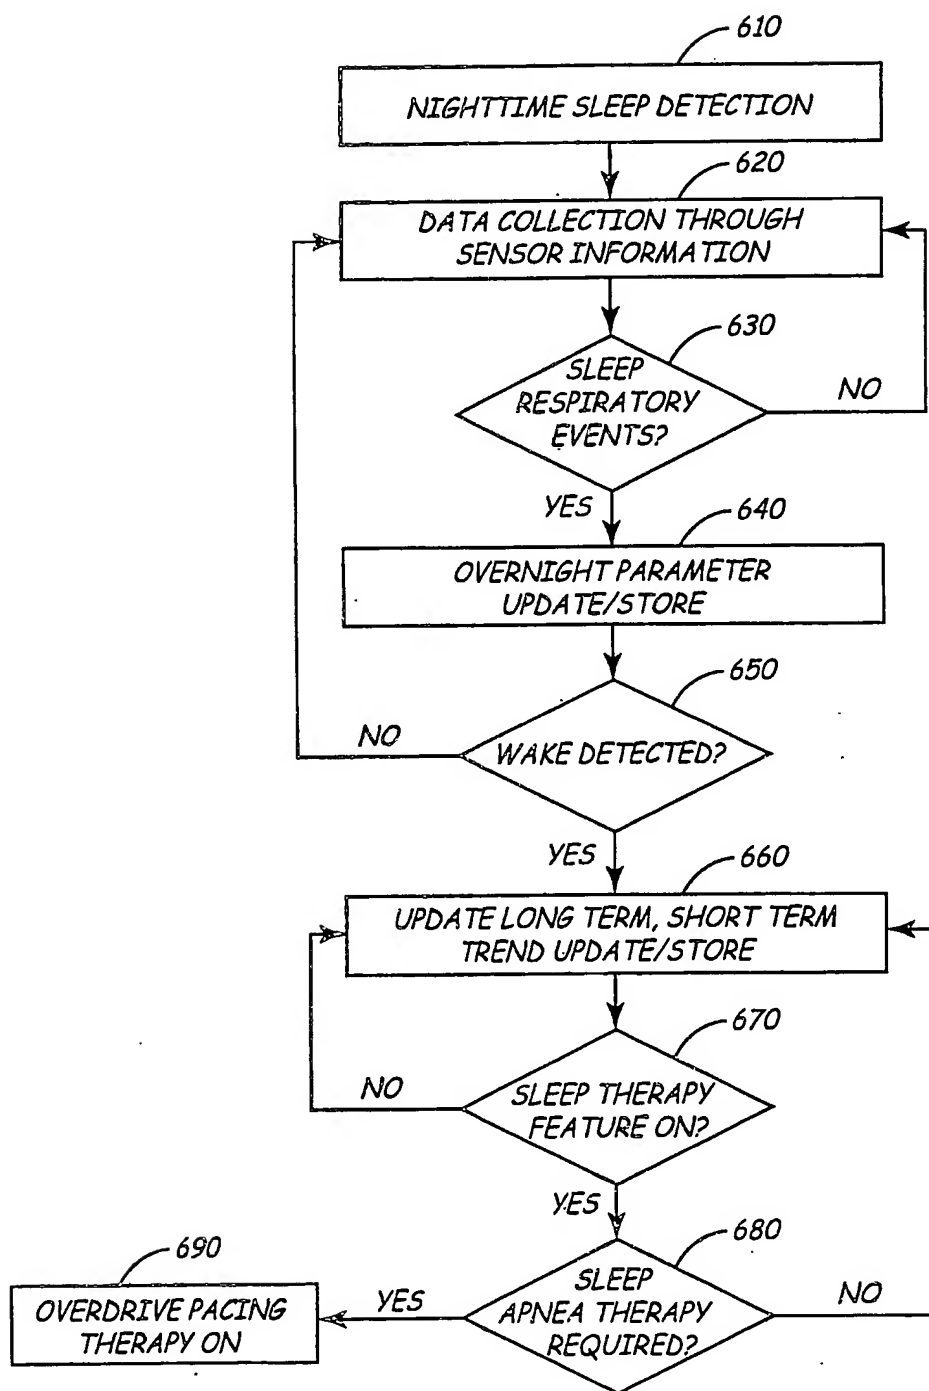 610
NIGHTTIME SLEEP DETECTION
620
DATA COLLECTION THROUGH
SENSOR INFORMATION
630
SLEEP
RESPIRATORY
EVENTS?
NO
YES
640
OVERNIGHT PARAMETER
UPDATE/STORE
650
WAKE DETECTED?
NO
YES
660
UPDATE LONG TERM, SHORT TERM
TREND UPDATE/STORE
670
SLEEP THERAPY
FEATURE ON?
NO
YES
680
SLEEP
APNEA THERAPY
REQUIRED?
NO
YES
690
OVERDRIVE PACING
THERAPY ON